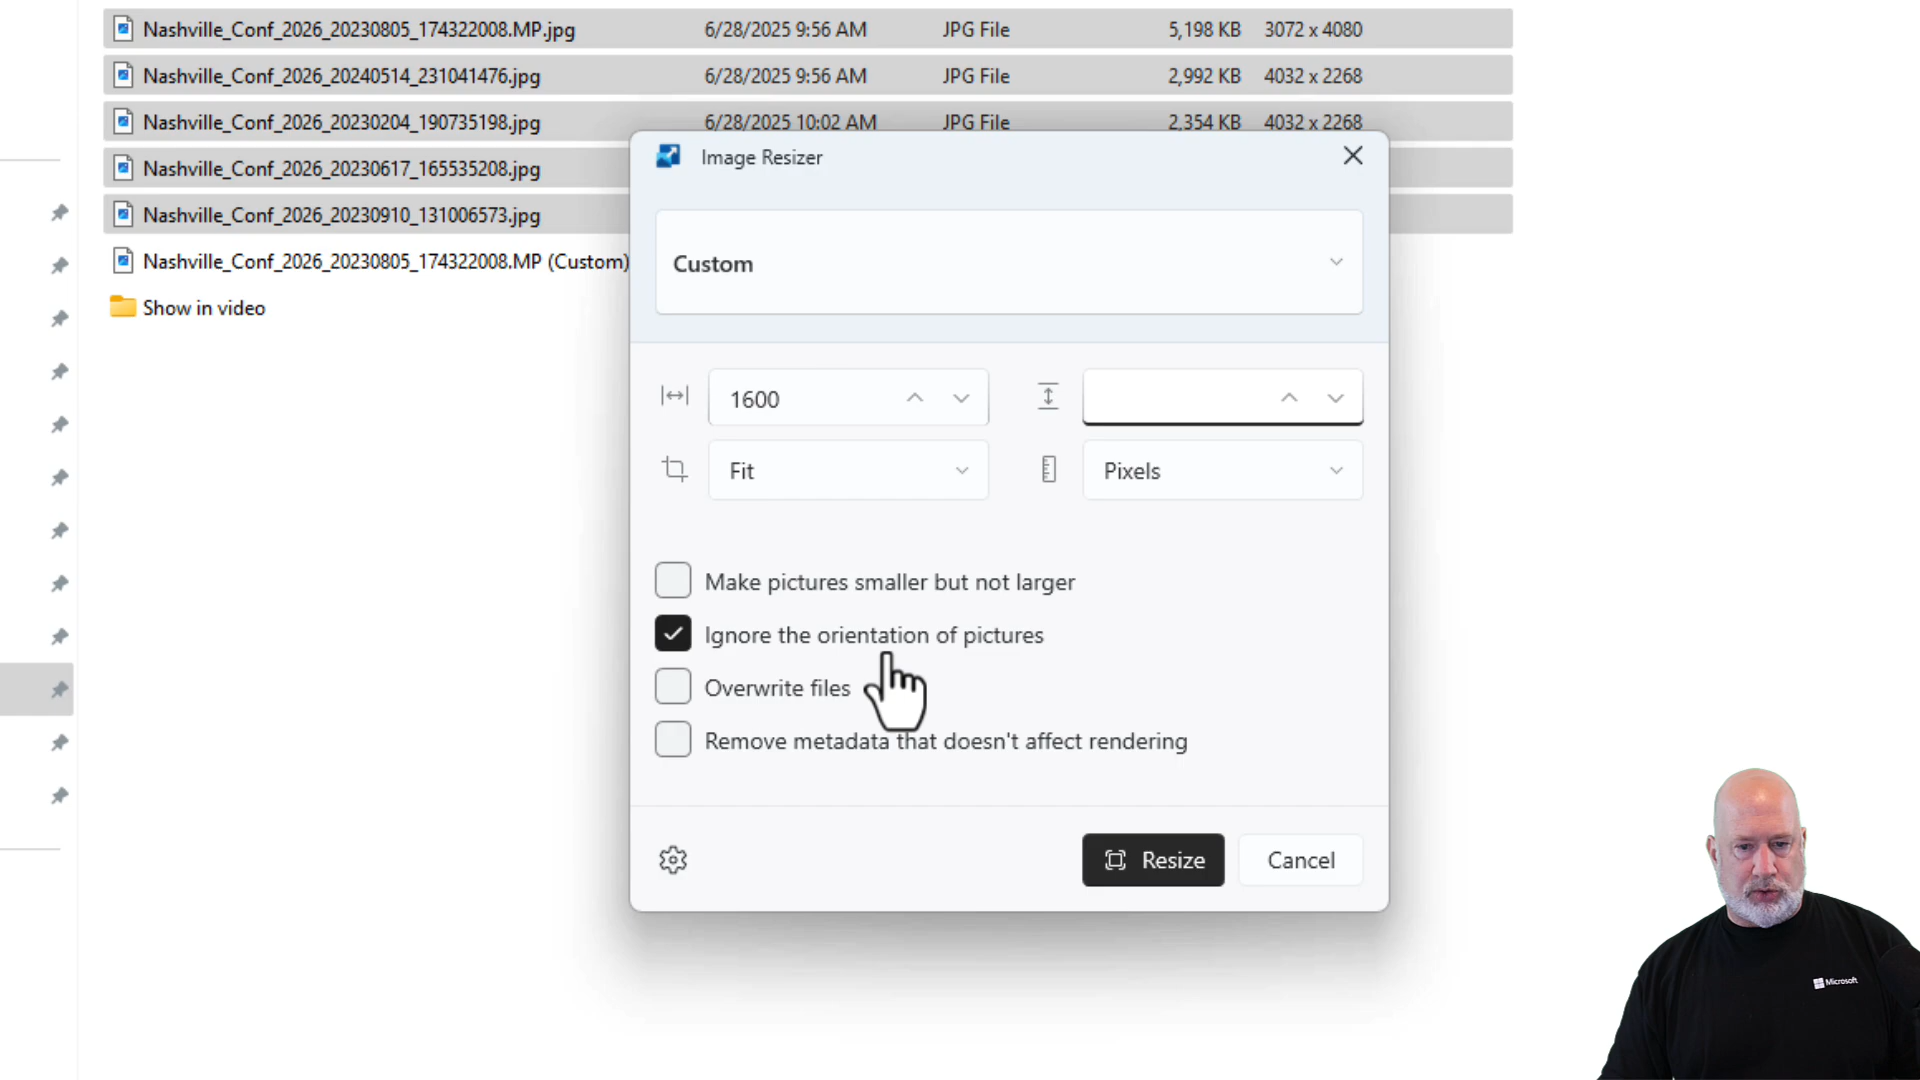 Nashville_Conf_2026_20230805_174322008.MP.jpg 6/28/2025 9:56 AM JPG File 5,198 KB 3072 x 4080
Nashville_Conf_2026_20240514_231041476.jpg 6/28/2025 9:56 AM JPG File 2,992 KB 4032 x 2268
Nashville_Conf_2026_20230204_190735198.jpg 6/28/2025 10:02 AM JPG File 2,354 KB 4032 x 2268
Nashville_Conf_2026_20230617_165535208.jpg
Nashville_Conf_2026_20230910_131006573.jpg
Nashville_Conf_2026_20230805_174322008.MP (Custom)
Show in video
Image Resizer
Custom
1600
Fit Pixels
Make pictures smaller but not larger
Ignore the orientation of pictures
Overwrite files
Remove metadata that doesn't affect rendering
Resize Cancel
Microsoft